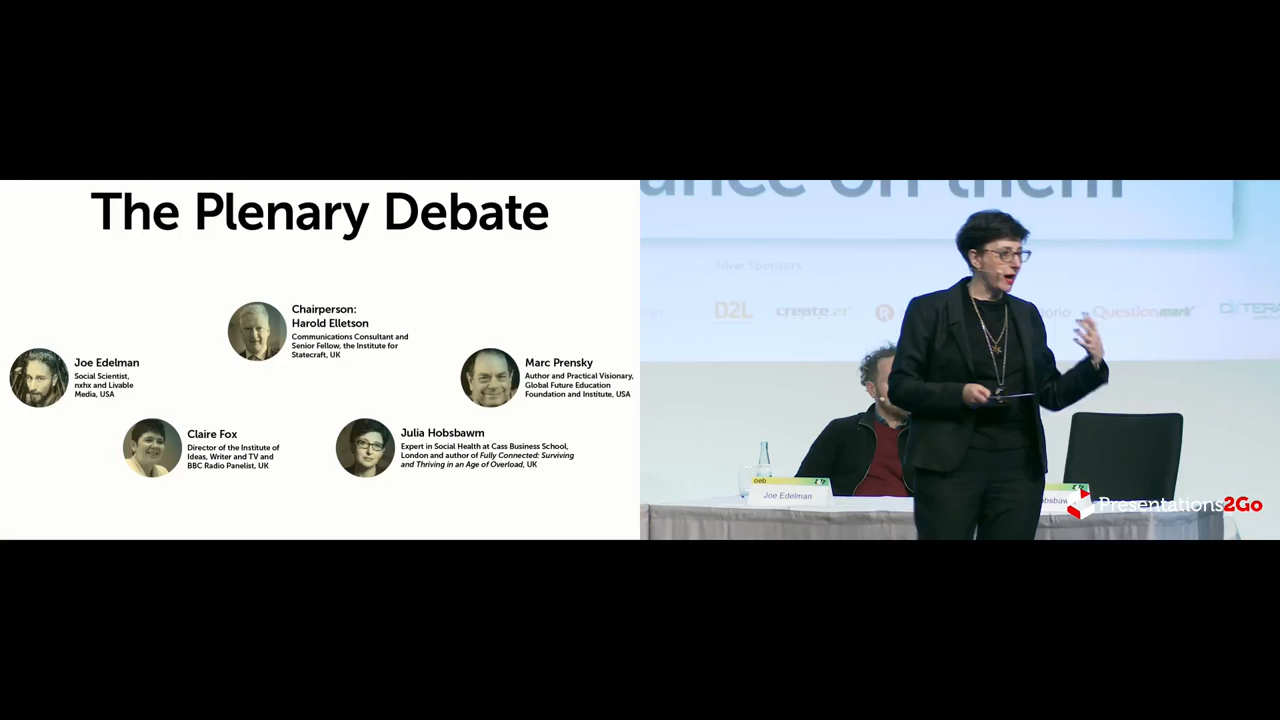 The Plenary Debate
Chairperson:
Harold Elletson
Communications Consultant and
Senior Fellow, the Institute for
Statecraft, UK
Joe Edelman
Social Scientist,
nxhx and Livable
Media, USA
Marc Prensky
Author and Practical Visionary,
Global Future Education
Foundation and Institute, USA
Claire Fox
Director of the Institute of
Ideas, Writer and TV and
BBC Radio Panelist, UK
Julia Hobsbawm
Expert in Social Health at Cass Business School,
London and author of Fully Connected: Surviving
and Thriving in an Age of Overload, UK
on them
Silver Sponsors
D2L
Questionmark
oeb
Joe Edelman
Presentations2Go